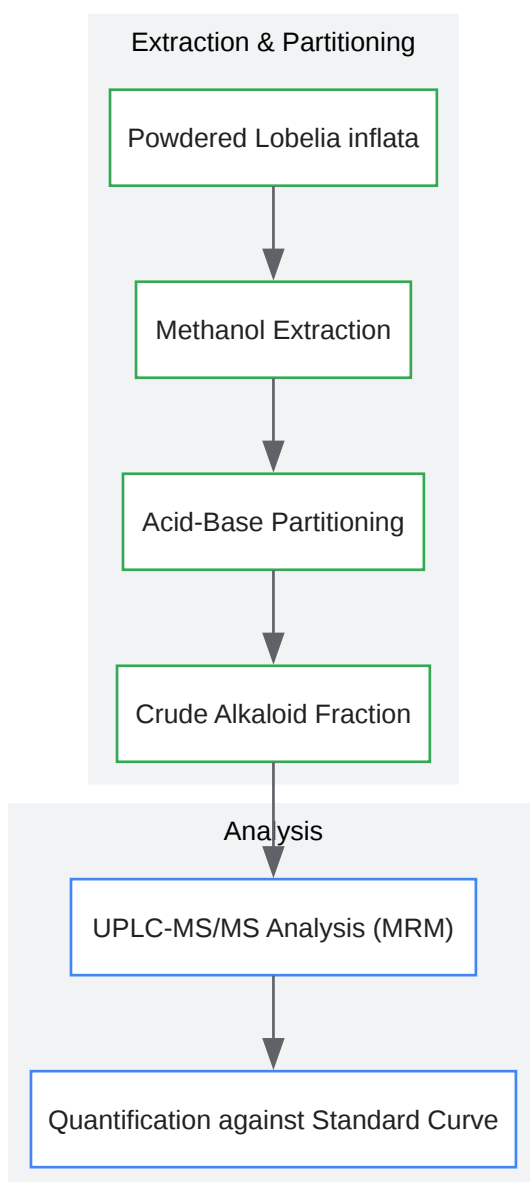 Extraction & Partitioning
Powdered Lobelia inflata
Methanol Extraction
Acid-Base Partitioning
Crude Alkaloid Fraction
Analysis
UPLC-MS/MS Analysis (MRM)
Quantification against Standard Curve